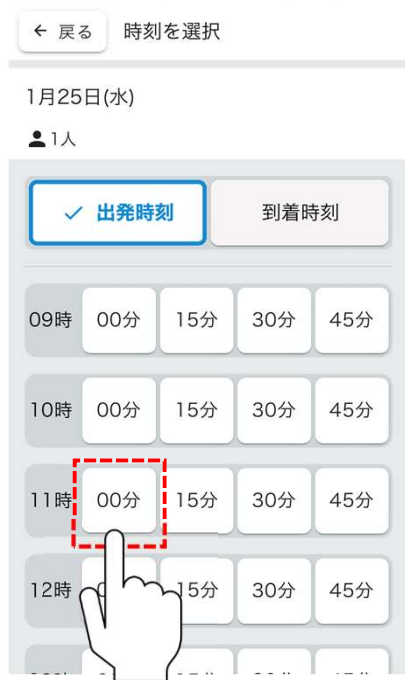 ← 戻る 時刻を選択
1月25日(水)
1人
✓ 出発時刻 到着時刻
09時 00分 15分 30分 45分
10時 00分 15分 30分 45分
11時 00分 15分 30分 45分
12時 15分 30分 45分